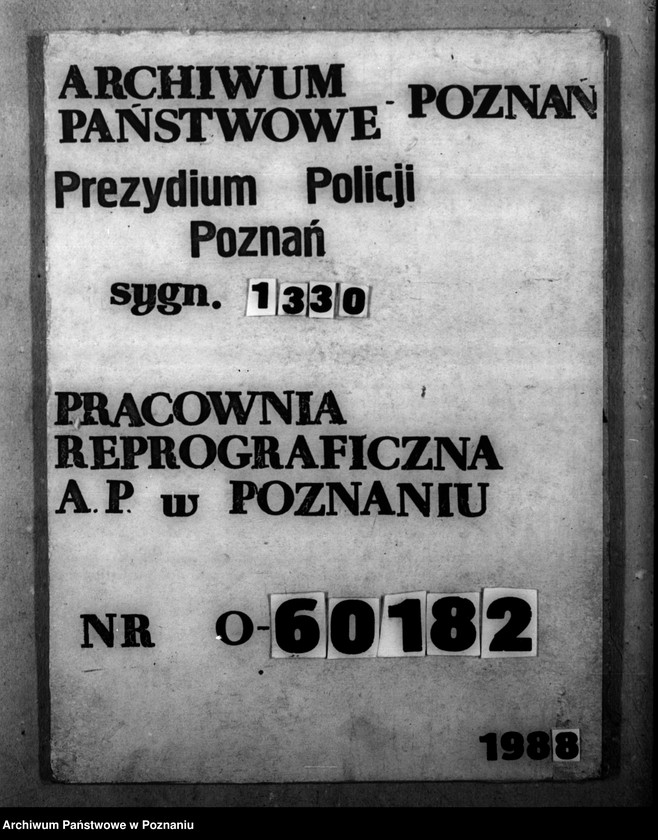 ARCHIWUM
PAŃSTWOWE - POZNAŃ
Prezydium Policji
Poznań
sygn. 1330
PRACOWNIA
REPROGRAFICZNA
A.P. w POZNANIU
NR O-60182
1988
Archiwum Państwowe w Poznaniu